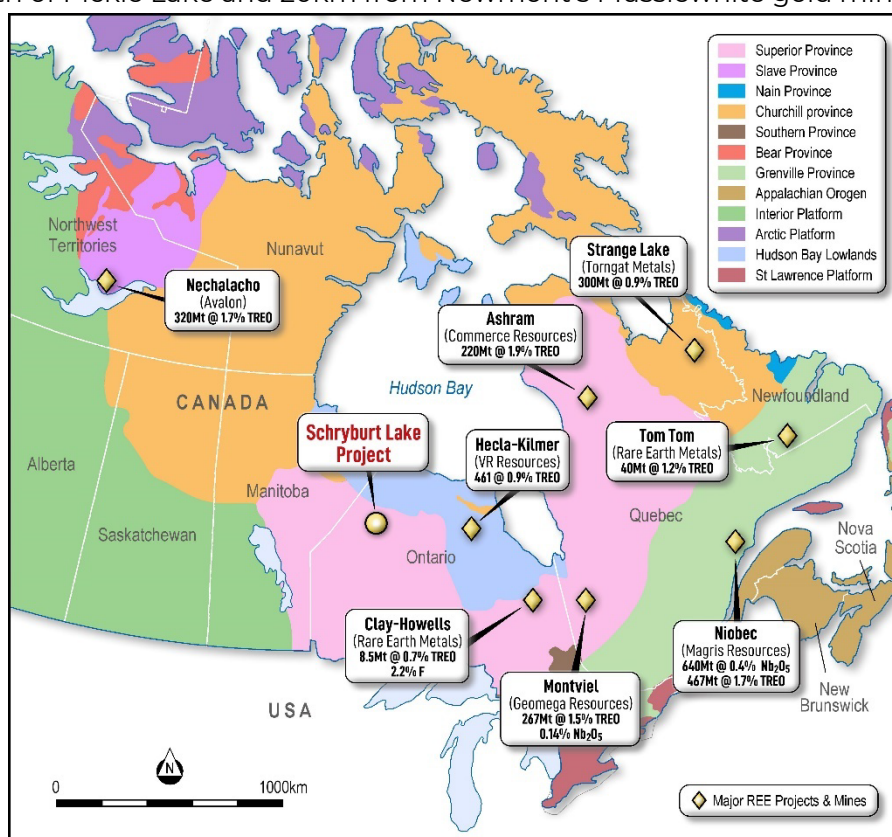 Superior Province
Slave Province
Nain Province
Churchill province
Southern Province
Bear Province
Grenville Province
Appalachian Orogen
Interior Platform
Arctic Platform
Hudson Bay Lowlands
St Lawrence Platform
Northwest
Territories
Nunavut
Nechalacho
(Avalon)
320Mt @ 1.7% TREO
Strange Lake
(Torngat Metals)
300Mt @ 0.9% TREO
Ashram
(Commerce Resources)
220Mt @ 1.9% TREO
Hudson Bay
CANADA
Newfoundland
Schryburt Lake
Project
Hecla-Kilmer
(VR Resources)
461 @ 0.9% TREO
Tom Tom
(Rare Earth Metals)
40Mt @ 1.2% TREO
Alberta
Manitoba
Saskatchewan
Ontario
Quebec
Nova
Scotia
Clay-Howells
(Rare Earth Metals)
8.5Mt @ 0.7% TREO
2.2% F
Niobec
(Magris Resources)
640Mt @ 0.4% Nb₂O₅
467Mt @ 1.7% TREO
New
Brunswick
Montviel
(Geomega Resources)
267Mt @ 1.5% TREO
0.14% Nb₂O₅
USA
N
0
1000km
Major REE Projects & Mines